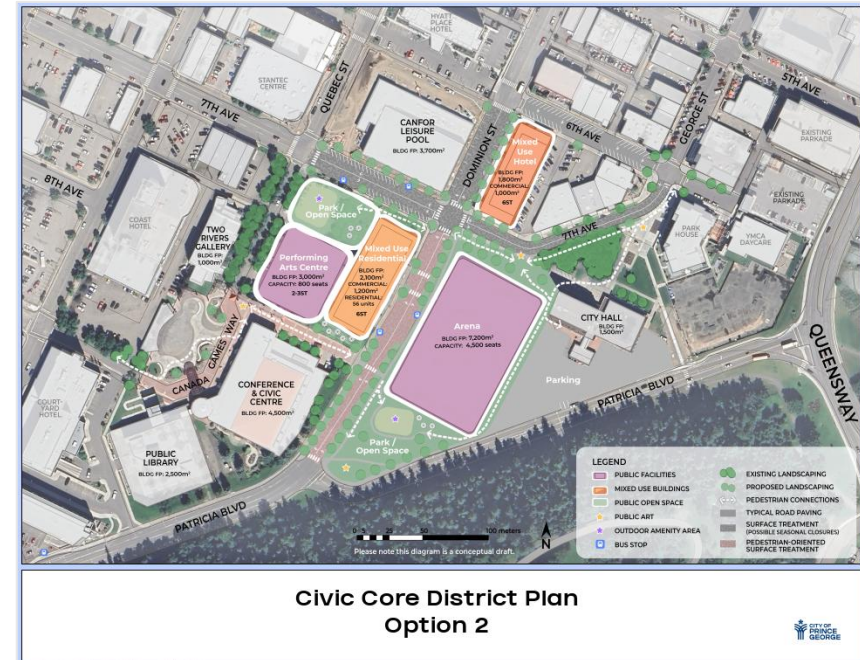 HYATT
PLACE
HOTEL
STANTEC
CENTRE
QUEBEC ST
7TH AVE
CANFOR
LEISURE
POOL
BLDG FP: 3,700m²
DOMINION ST
6TH AVE
GEORGE ST
5TH AVE
EXISTING
PARKADE
EXISTING
PARKADE
8TH AVE
COAST
HOTEL
TWO
RIVERS
GALLERY
BLDG FP:
1,000m²
Park /
Open Space
Performing
Arts Centre
BLDG FP: 3,000m²
CAPACITY: 800 seats
2-3ST
Mixed Use
Residential
BLDG FP:
2,100m²
COMMERCIAL:
1,200m²
RESIDENTIAL:
96 units
6ST
Mixed
Use
Hotel
BLDG FP:
1,800m²
COMMERCIAL:
1,000m²
6ST
7TH AVE
PARK
HOUSE
YMCA
DAYCARE
Arena
BLDG FP: 7,200m²
CAPACITY: 4,500 seats
CITY HALL
BLDG FP:
1,500m²
Parking
QUEENSWAY
PATRICIA BLVD
CANADA GAMES WAY
CONFERENCE
& CIVIC
CENTRE
BLDG FP: 4,500m²
COURT-
YARD
HOTEL
PUBLIC
LIBRARY
BLDG FP: 2,500m²
Park /
Open Space
PATRICIA BLVD
0 5 10 25 50 100 meters
N
Please note this diagram is a conceptual draft.
LEGEND
PUBLIC FACILITIES
MIXED USE BUILDINGS
PUBLIC OPEN SPACE
PUBLIC ART
OUTDOOR AMENITY AREA
BUS STOP
EXISTING LANDSCAPING
PROPOSED LANDSCAPING
PEDESTRIAN CONNECTIONS
TYPICAL ROAD PAVING
SURFACE TREATMENT
(POSSIBLE SEASONAL CLOSURES)
PEDESTRIAN-ORIENTED
SURFACE TREATMENT
Civic Core District Plan
Option 2
CITY OF
PRINCE
GEORGE